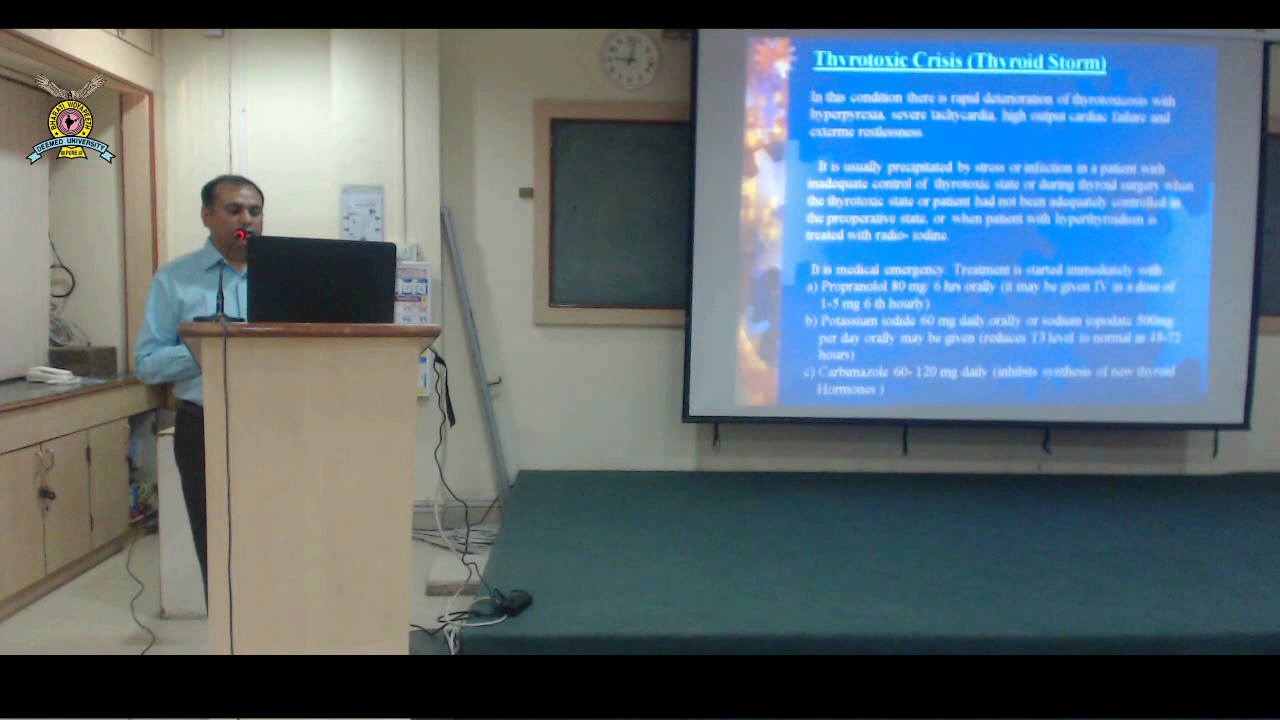 BHARATI VIDYAPEETH
DEEMED UNIVERSITY
Thyrotoxic Crisis (Thyroid Storm)
In this condition there is rapid deterioration of thyrotoxicosis with
hyperpyrexia, severe tachycardia, high output cardiac failure and
exterme restlessness.
It is usually precipitated by stress or infection in a patient with
inadequate control of thyrotoxic state or during thyroid surgery when
the thyrotoxic state or patient had not been adequately controlled in
the preoperative state, or when patient with hyperthyroidism is
treated with radio- iodine.
It is medical emergency. Treatment is started immediately with
a) Propranolol 80 mg 6 hrs orally (it may be given IV in a dose of
1-5 mg 6 th hourly)
b) Potassium iodide 60 mg daily orally or sodium iopodate 500mg
per day orally may be given (reduces T3 level to normal in 48-72
hours)
c) Carbimazole 60- 120 mg daily (inhibits synthesis of new thyroid
Hormones )